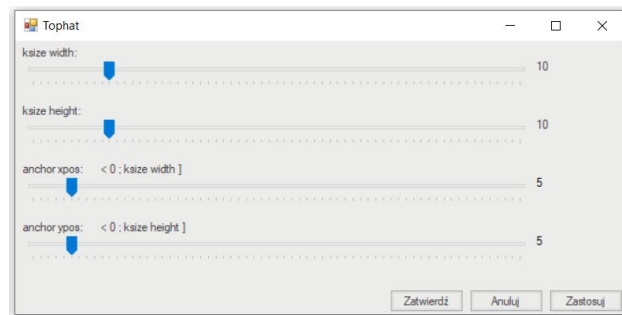 Tophat
ksize width:
10
ksize height:
10
anchor xpos: < 0 ; ksize width ]
5
anchor ypos: < 0 ; ksize height ]
5
Zatwierdź Anuluj Zastosuj